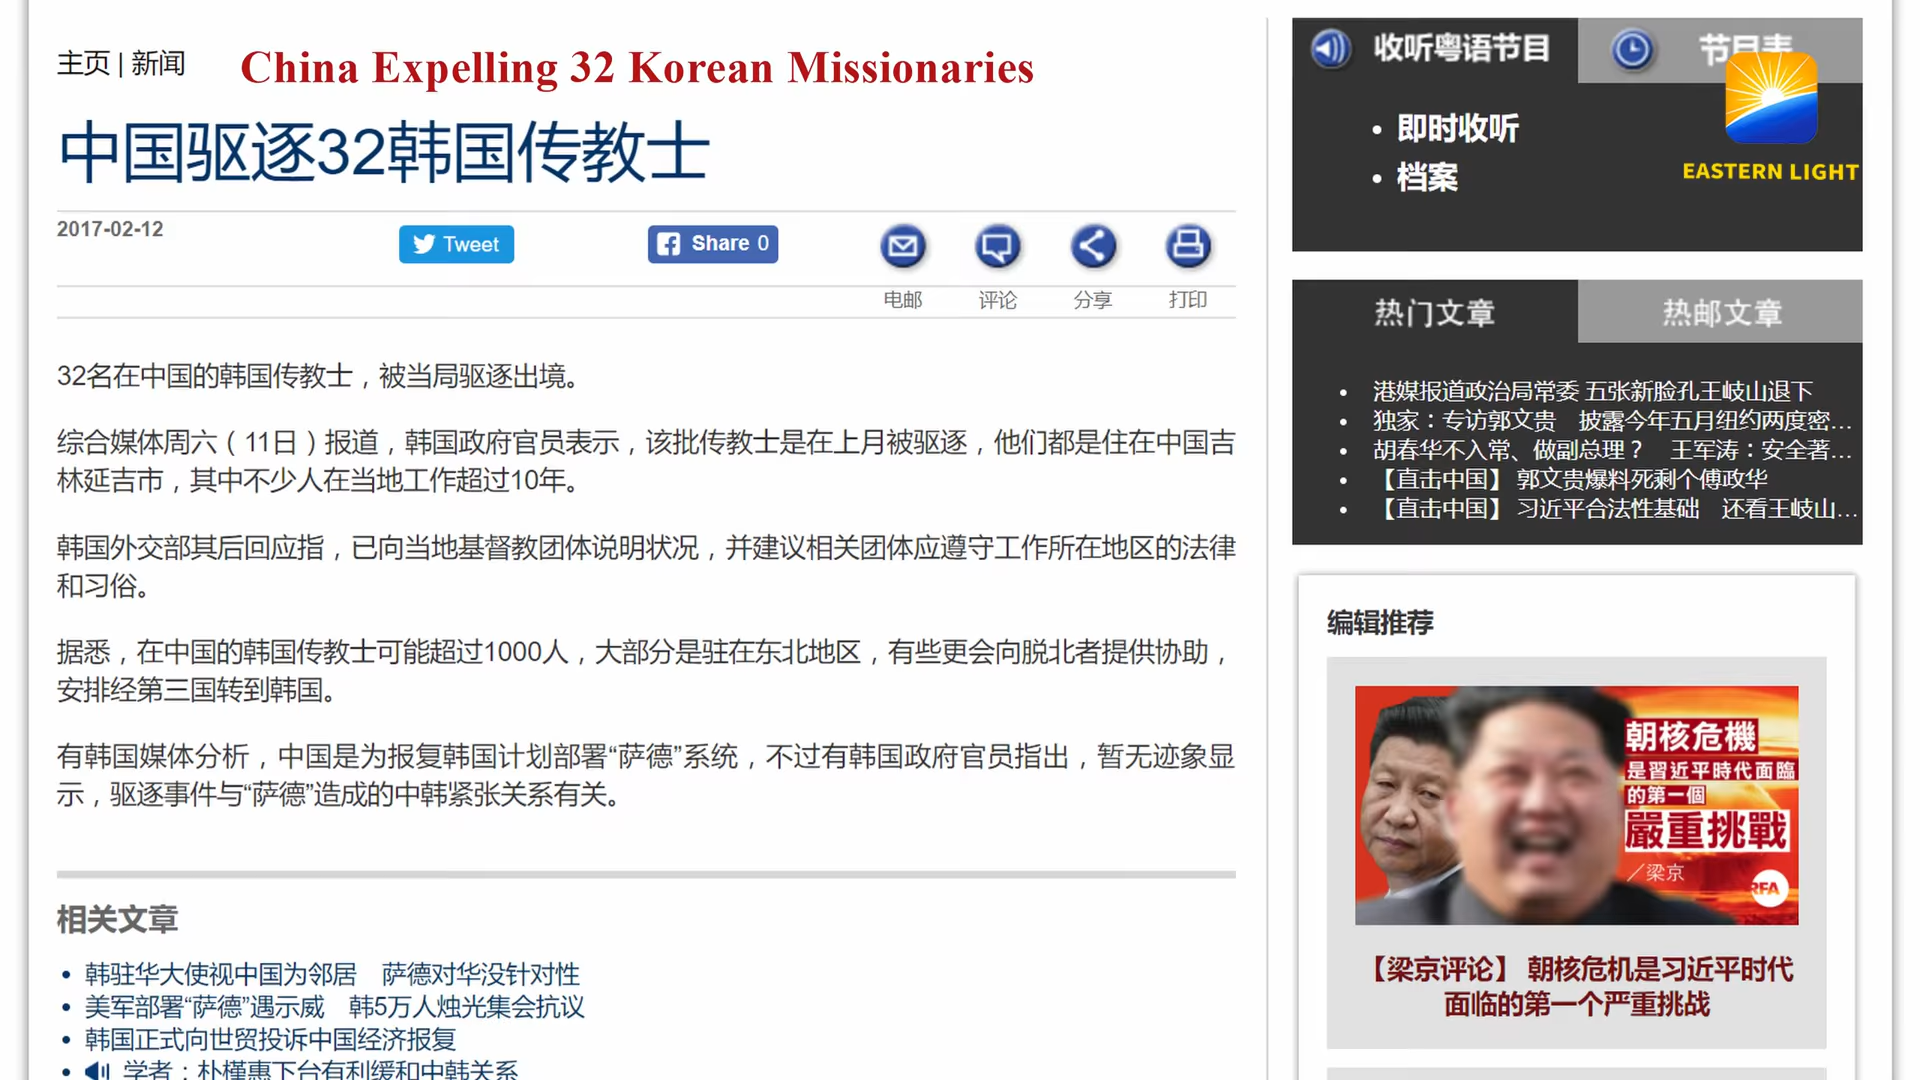 主页 | 新闻
China Expelling 32 Korean Missionaries
中国驱逐32韩国传教士
2017-02-12
Tweet
Share 0
电邮
评论
分享
打印
32名在中国的韩国传教士，被当局驱逐出境。
综合媒体周六（11日）报道，韩国政府官员表示，该批传教士是在上月被驱逐，他们都是住在中国吉
林延吉市，其中不少人在当地工作超过10年。
韩国外交部其后回应指，已向当地基督教团体说明状况，并建议相关团体应遵守工作所在地区的法律
和习俗。
据悉，在中国的韩国传教士可能超过1000人，大部分是驻在东北地区，有些更会向脱北者提供协助，
安排经第三国转到韩国。
有韩国媒体分析，中国是为报复韩国计划部署“萨德”系统，不过有韩国政府官员指出，暂无迹象显
示，驱逐事件与“萨德”造成的中韩紧张关系有关。
相关文章
• 韩驻华大使视中国为邻居 萨德对华没针对性
• 美军部署“萨德”遇示威 韩5万人烛光集会抗议
• 韩国正式向世贸投诉中国经济报复
• 学者：朴槿惠下台有利缓和中韩关系
收听粤语节目
节目表
• 即时收听
• 档案
EASTERN LIGHT
热门文章
热邮文章
• 港媒报道政治局常委 五张新脸孔王岐山退下
• 独家：专访郭文贵 披露今年五月纽约两度密...
• 胡春华不入常、做副总理？ 王军涛：安全著...
• 【直击中国】 郭文贵爆料死剩个傅政华
• 【直击中国】 习近平合法性基础 还看王岐山...
编辑推荐
朝核危機
是習近平時代面臨
的第一個
嚴重挑戰
／梁京
RFA
【梁京评论】 朝核危机是习近平时代
面临的第一个严重挑战